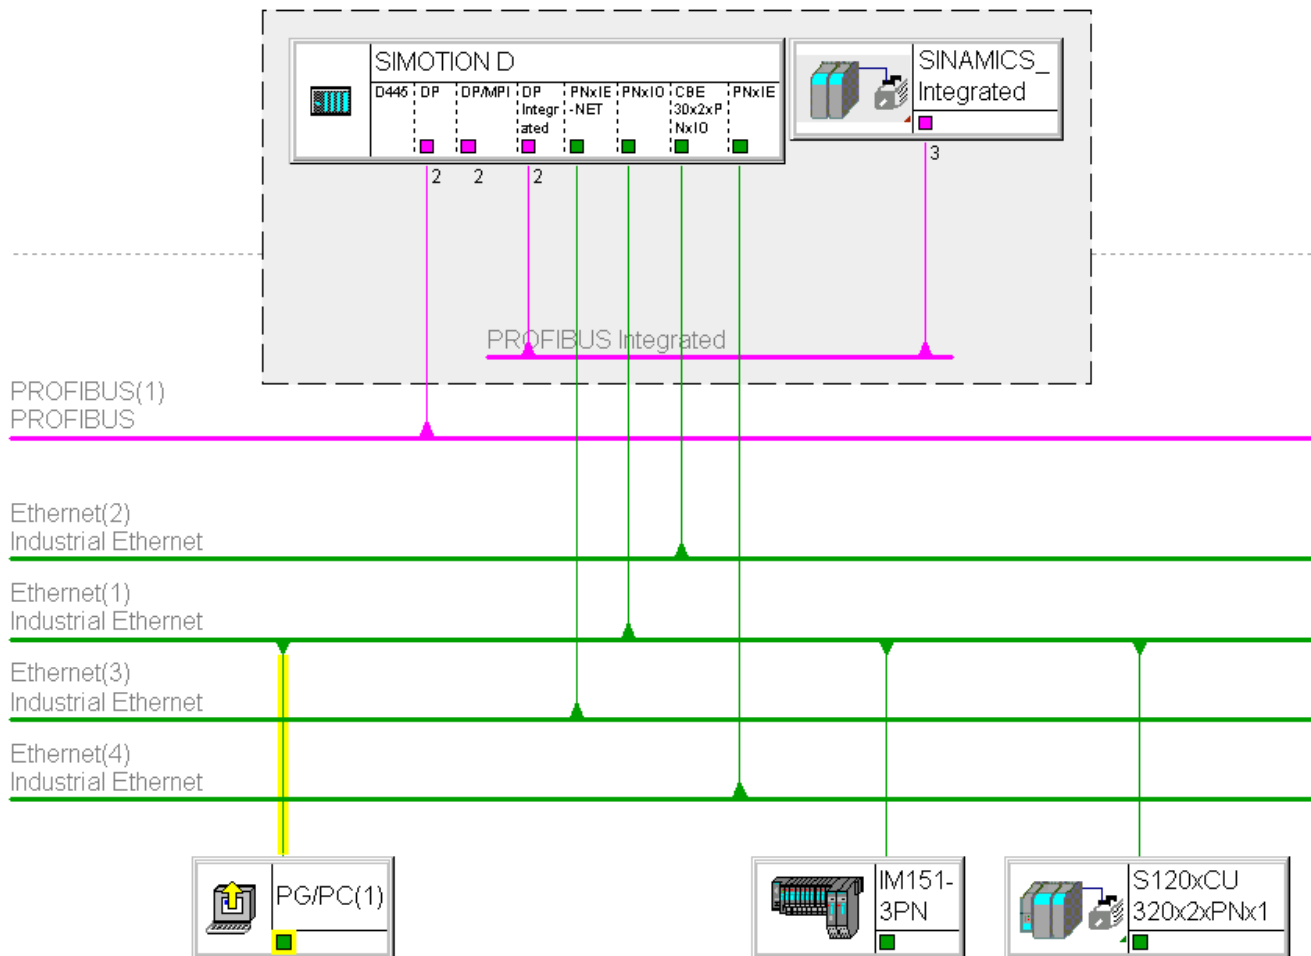 SIMOTION D
D445 DP DP/MPI DP PNxIE PNxIO CBE PNxIE
Integr -NET 30x2xP
ated NxIO
2 2 2
SINAMICS_
Integrated
3
PROFIBUS Integrated
PROFIBUS(1)
PROFIBUS
Ethernet(2)
Industrial Ethernet
Ethernet(1)
Industrial Ethernet
Ethernet(3)
Industrial Ethernet
Ethernet(4)
Industrial Ethernet
PG/PC(1)
IM151-
3PN
S120xCU
320x2xPNx1